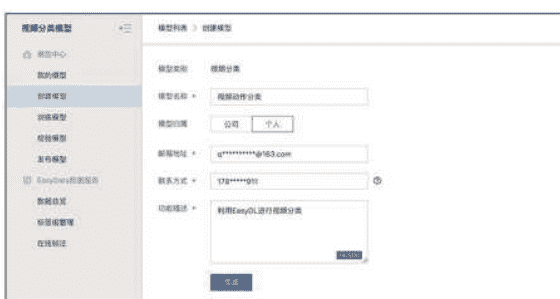 视频分类模型
模型列表 > 创建模型
模型中心
我的模型
创建模型
训练模型
校验模型
发布模型
EasyData数据服务
数据总览
标签组管理
在线标注
模型类别 视频分类
模型名称 * 视频动作分类
模型归属 公司 个人
邮箱地址 * q**********@163.com
联系方式 * 178*****911
功能描述 * 利用EasyDL进行视频分类
完成